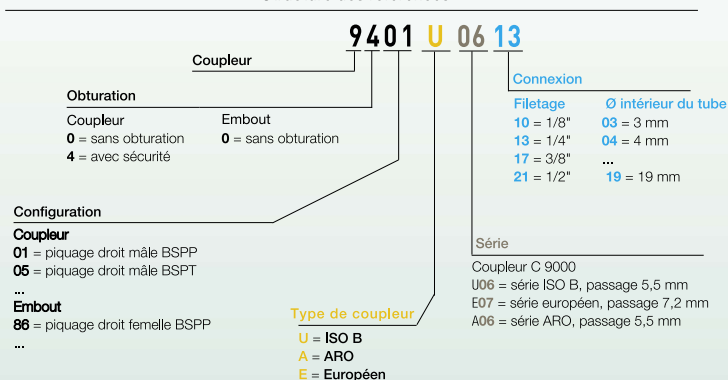 9401 U 06 13
Coupleur
Obturation
Coupleur
0 = sans obturation
4 = avec sécurité
Embout
0 = sans obturation
Connexion
Filetage Ø intérieur du tube
10 = 1/8" 03 = 3 mm
13 = 1/4" 04 = 4 mm
17 = 3/8" ...
21 = 1/2" 19 = 19 mm
Configuration
Coupleur
01 = piquage droit mâle BSPP
05 = piquage droit mâle BSPT
...
Embout
86 = piquage droit femelle BSPP
...
Série
Coupleur C 9000
U06 = série ISO B, passage 5,5 mm
E07 = série européen, passage 7,2 mm
A06 = série ARO, passage 5,5 mm
Type de coupleur
U = ISO B
A = ARO
E = Européen